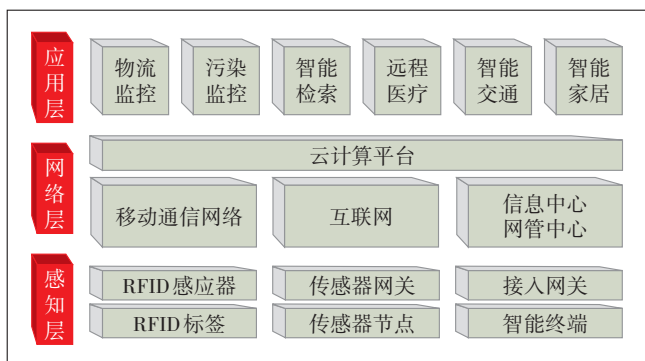 应用层
物流监控
污染监控
智能检索
远程医疗
智能交通
智能家居
网络层
云计算平台
移动通信网络
互联网
信息中心
网管中心
感知层
RFID感应器
传感器网关
接入网关
RFID标签
传感器节点
智能终端